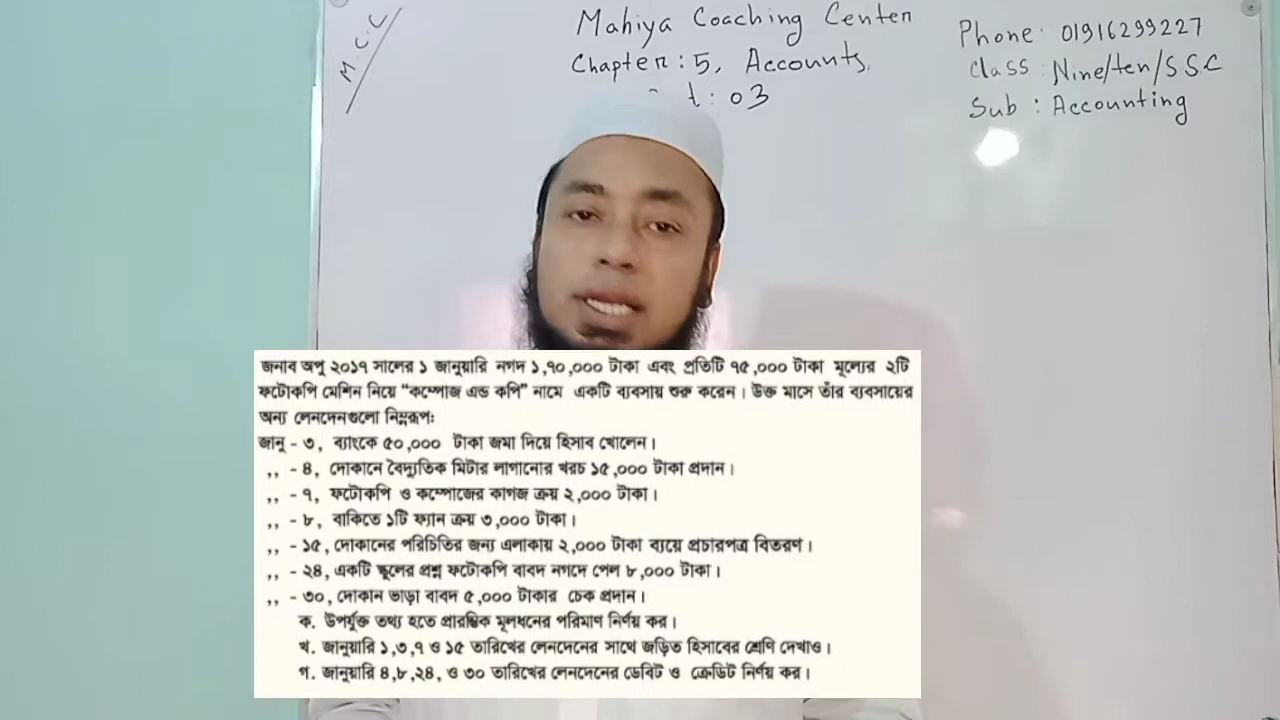 M.C.C
Mahiya Coaching Center
Chapter : 5, Accounts,
t : 03
Phone : 01916299227
Class : Nine/ten/SSC
Sub : Accounting
জনাব অপু ২০১৭ সালের ১ জানুয়ারি নগদ ১,৭০,০০০ টাকা এবং প্রতিটি ৭৫,০০০ টাকা মূল্যের ২টি
ফটোকপি মেশিন নিয়ে “কম্পোজ এন্ড কপি” নামে একটি ব্যবসায় শুরু করেন। উক্ত মাসে তাঁর ব্যবসায়ের
অন্য লেনদেনগুলো নিম্নরূপঃ
জানু - ৩, ব্যাংকে ৫০,০০০ টাকা জমা দিয়ে হিসাব খোলেন।
,, - ৪, দোকানে বৈদ্যুতিক মিটার লাগানোর খরচ ১৫,০০০ টাকা প্রদান।
,, - ৭, ফটোকপি ও কম্পোজের কাগজ ক্রয় ২,০০০ টাকা।
,, - ৮, বাকিতে ১টি ফ্যান ক্রয় ৩,০০০ টাকা।
,, - ১৫, দোকানের পরিচিতির জন্য এলাকায় ২,০০০ টাকা ব্যয়ে প্রচারপত্র বিতরণ।
,, - ২৪, একটি স্কুলের প্রশ্ন ফটোকপি বাবদ নগদে পেল ৮,০০০ টাকা।
,, - ৩০, দোকান ভাড়া বাবদ ৫,০০০ টাকার চেক প্রদান।
ক. উপর্যুক্ত তথ্য হতে প্রারম্ভিক মূলধনের পরিমাণ নির্ণয় কর।
খ. জানুয়ারি ১,৩,৭ ও ১৫ তারিখের লেনদেনের সাথে জড়িত হিসাবের শ্রেণি দেখাও।
গ. জানুয়ারি ৪,৮,২৪, ও ৩০ তারিখের লেনদেনের ডেবিট ও ক্রেডিট নির্ণয় কর।